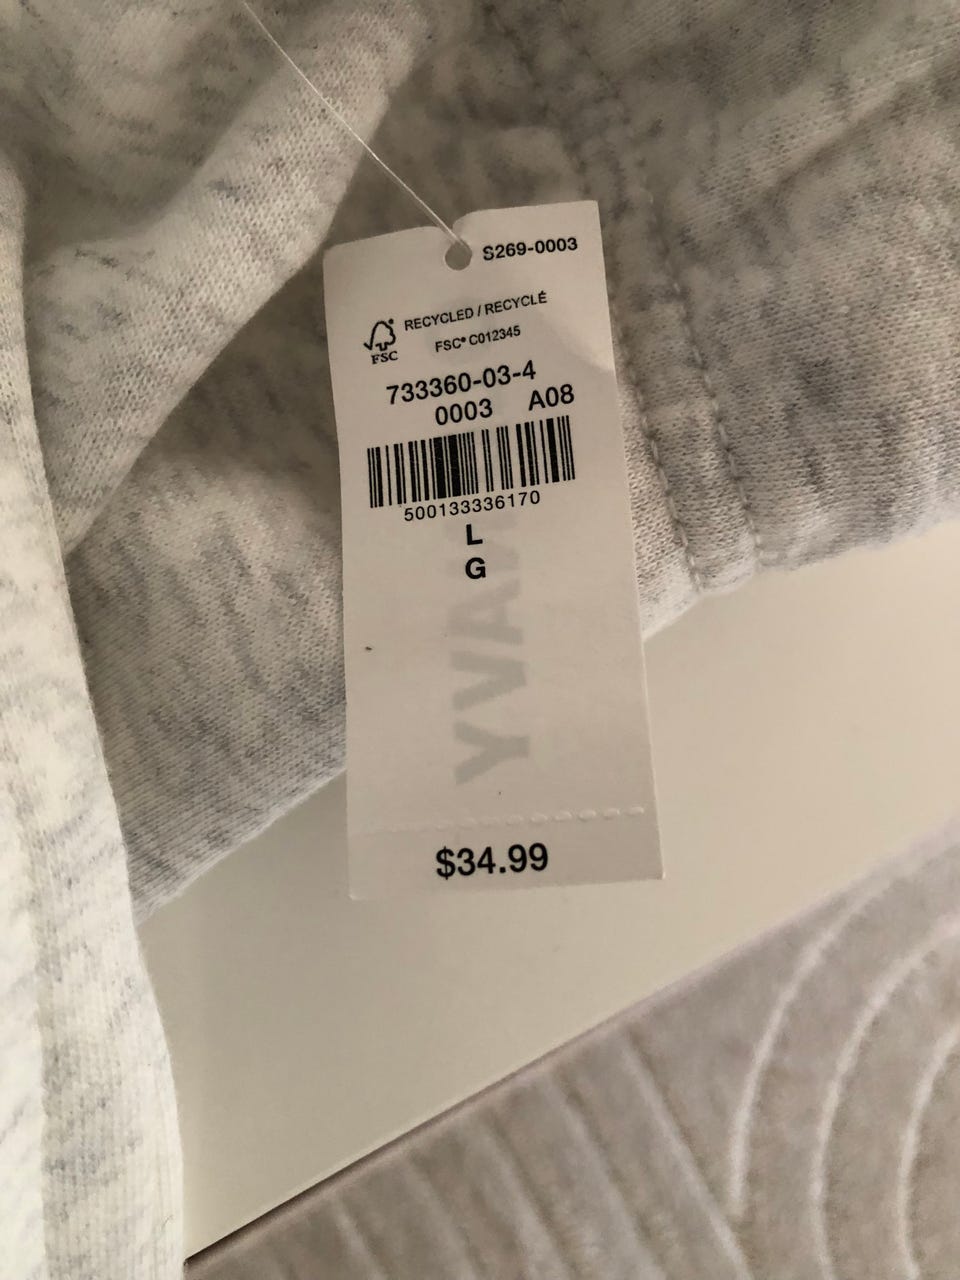 S269-0003
RECYCLED / RECYCLÉ
FSC® C012345
FSC
733360-03-4
0003 A08
500133336170
L
G
$34.99